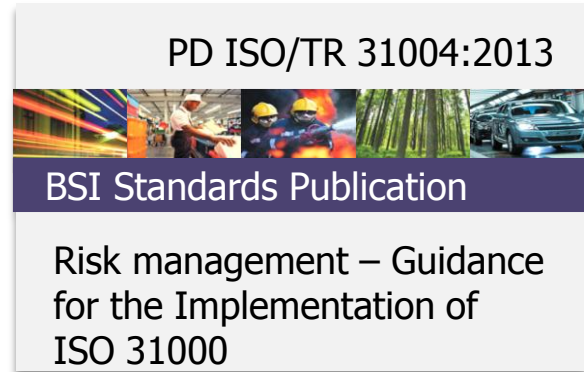 PD ISO/TR 31004:2013
BSI Standards Publication
Risk management – Guidance
for the Implementation of
ISO 31000